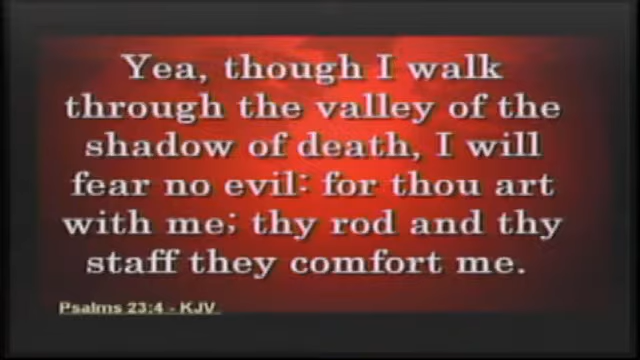 Yea, though I walk
through the valley of the
shadow of death, I will
fear no evil: for thou art
with me; thy rod and thy
staff they comfort me.
Psalms 23:4 - KJV